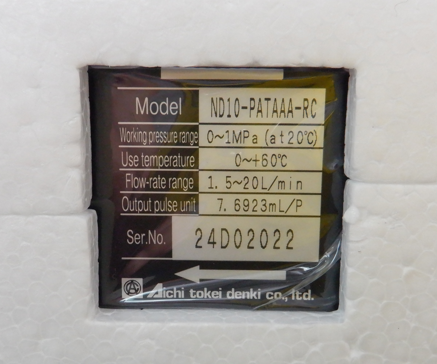 Model ND10-PATAAA-RC
Working pressure range 0~1MPa (at20℃)
Use temperature 0~+60℃
Flow-rate range 1.5~20L/min
Output pulse unit 7.6923mL/P
Ser.No. 24D02022
Aichi tokei denki co., ltd.